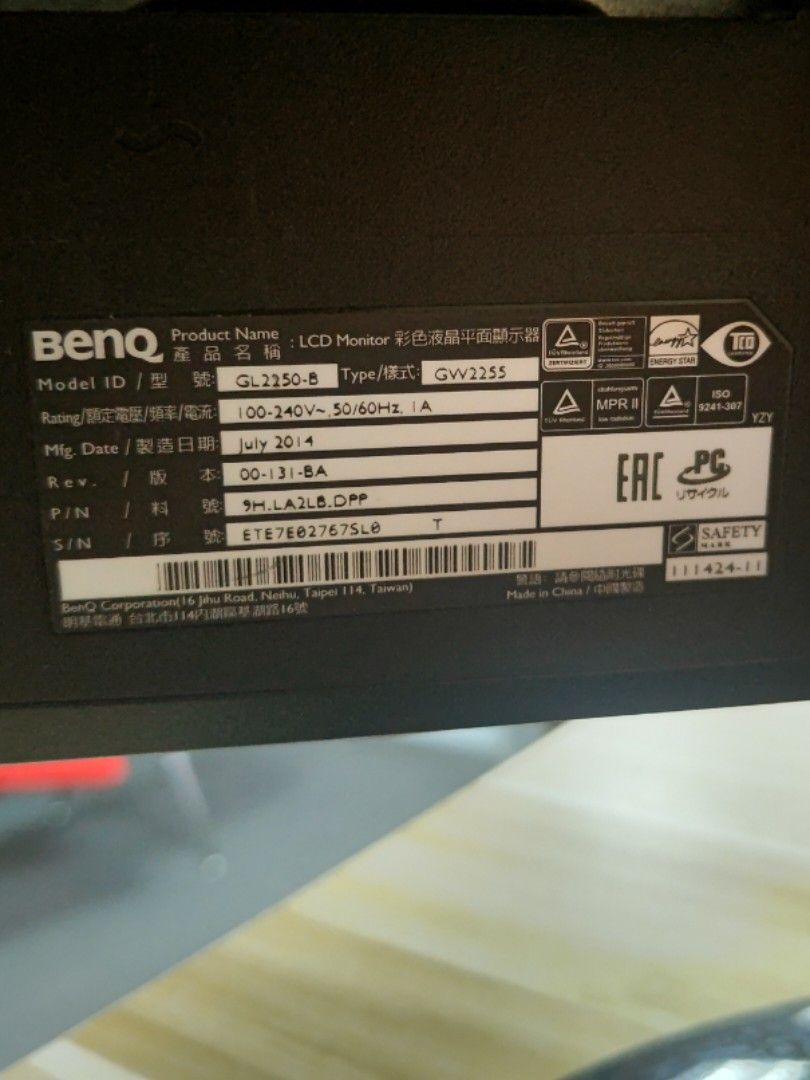 BenQ Product Name
產品名稱 : LCD Monitor 彩色液晶平面顯示器
Model ID / 型號: GL2250-B Type/樣式: GW2255
Rating/額定電壓/頻率/電流: 100-240V~, 50/60Hz, 1A
Mfg. Date / 製造日期: July 2014
Rev. / 版本: 00-131-BA
P/N / 料號: 9H.LA2LB.DPP
S/N / 序號: ETE7E02767SL0 T
BenQ Corporation(16 Jihu Road, Neihu, Taipei 114, Taiwan)
明基電通 台北市114內湖區基湖路16號
警語:
Made in China / 中國製造
TÜVRheinland
CERTIFIED
ENERGY STAR
TCO
MPR II
ISO
9241-307
YZY
EAC
PC
リサイクル
SAFETY
MARK
111424-11